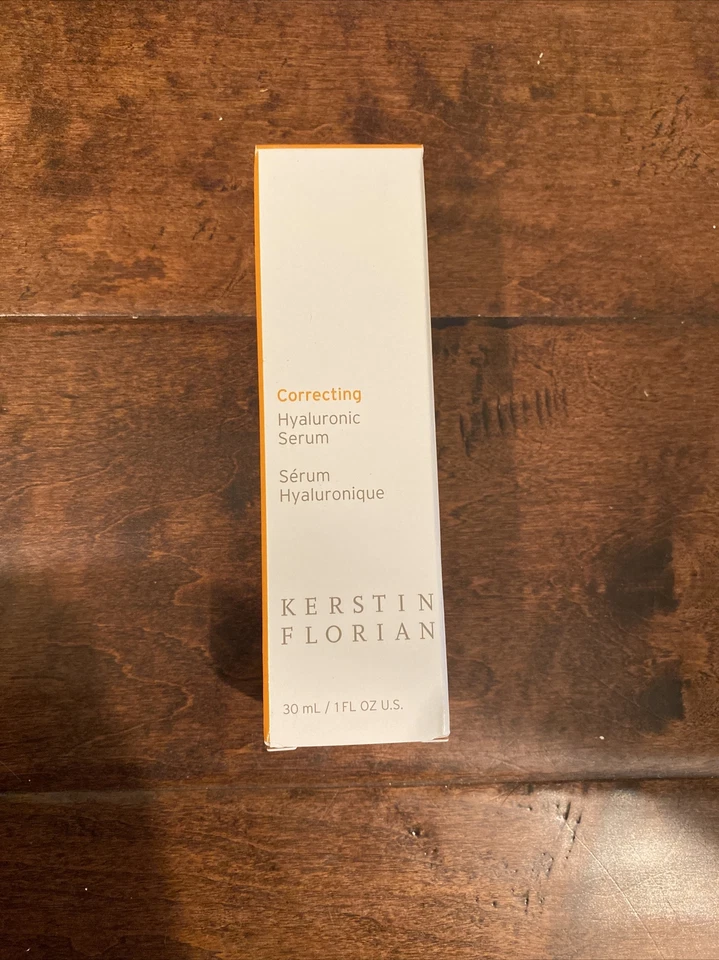 Correcting
Hyaluronic
Serum
Sérum
Hyaluronique
KERSTIN
FLORIAN
30 mL / 1 FL OZ U.S.